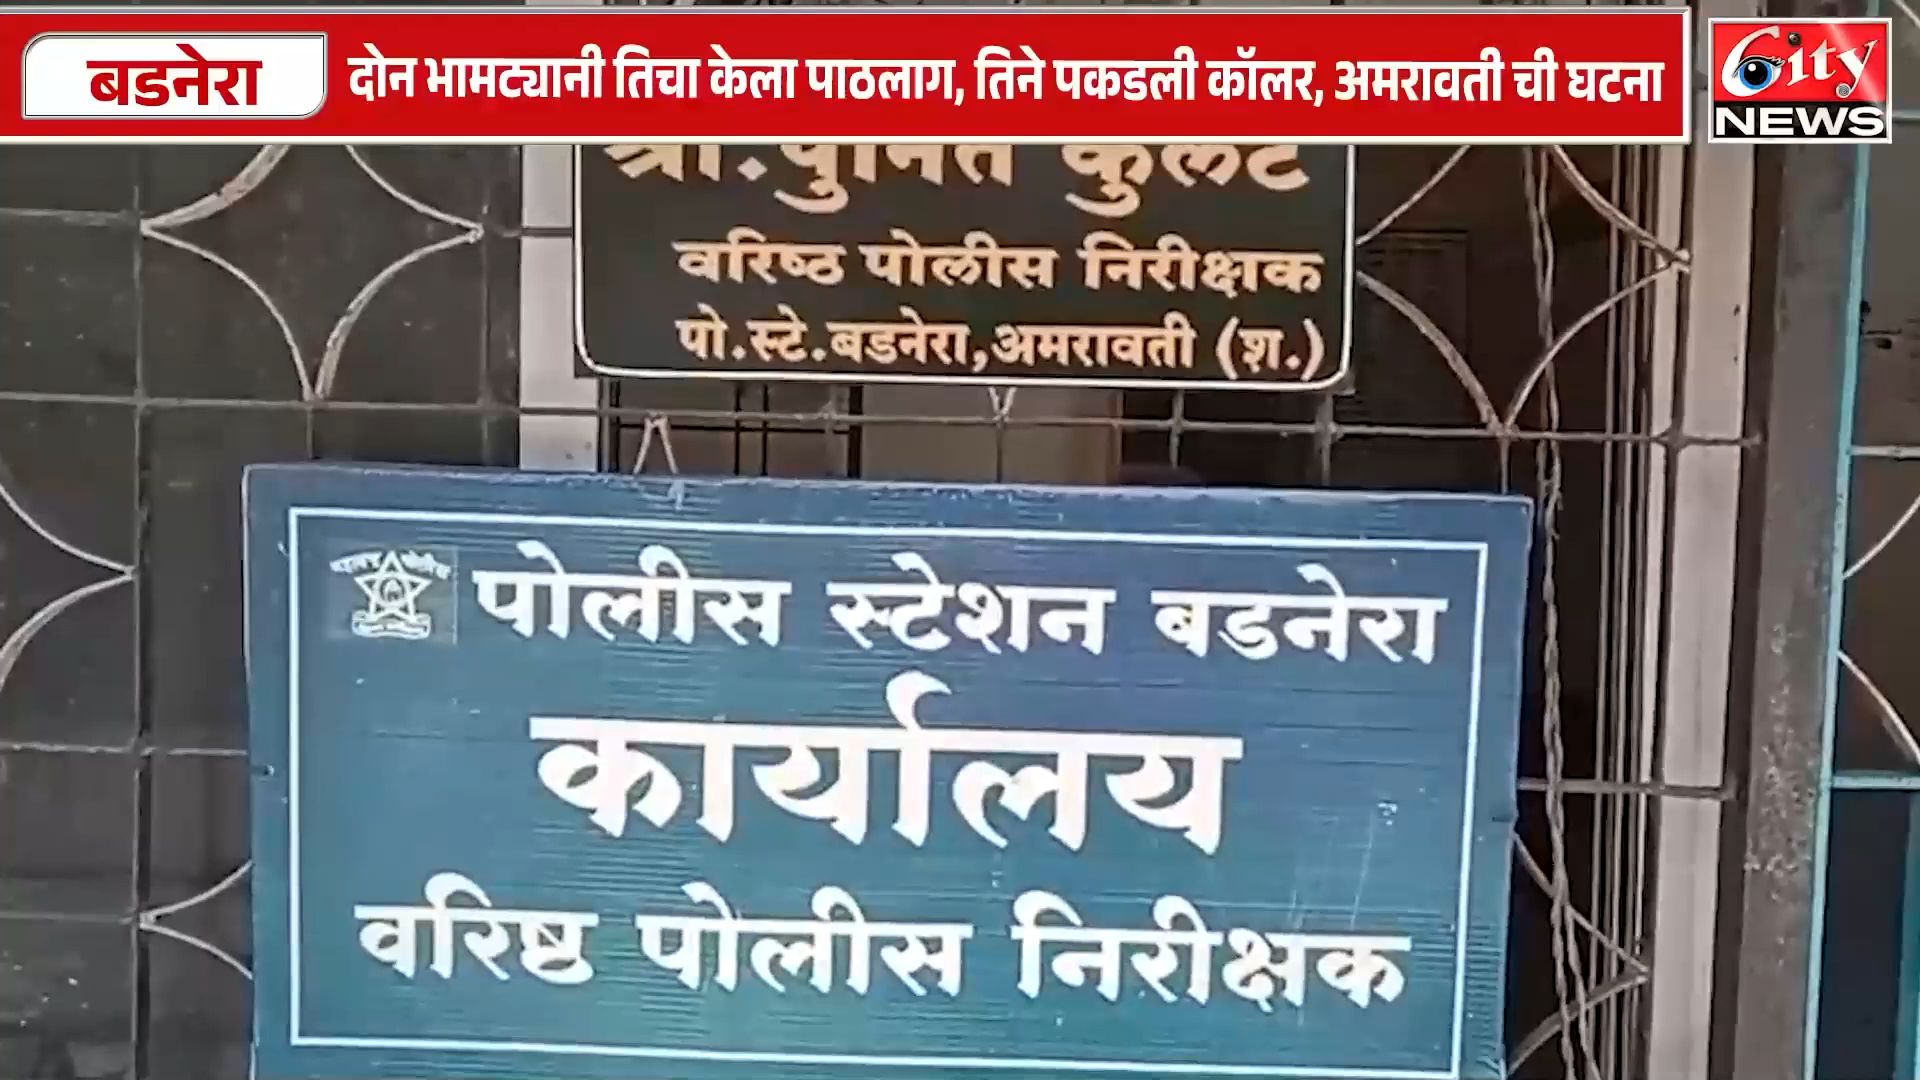 बडनेरा
दोन भामट्यानी तिचा केला पाठलाग, तिने पकडली कॉलर, अमरावती ची घटना
City
NEWS
श्री.पुनित कुलट
वरिष्ठ पोलीस निरीक्षक
पो.स्टे.बडनेरा,अमरावती (श.)
पोलीस स्टेशन बडनेरा
कार्यालय
वरिष्ठ पोलीस निरीक्षक